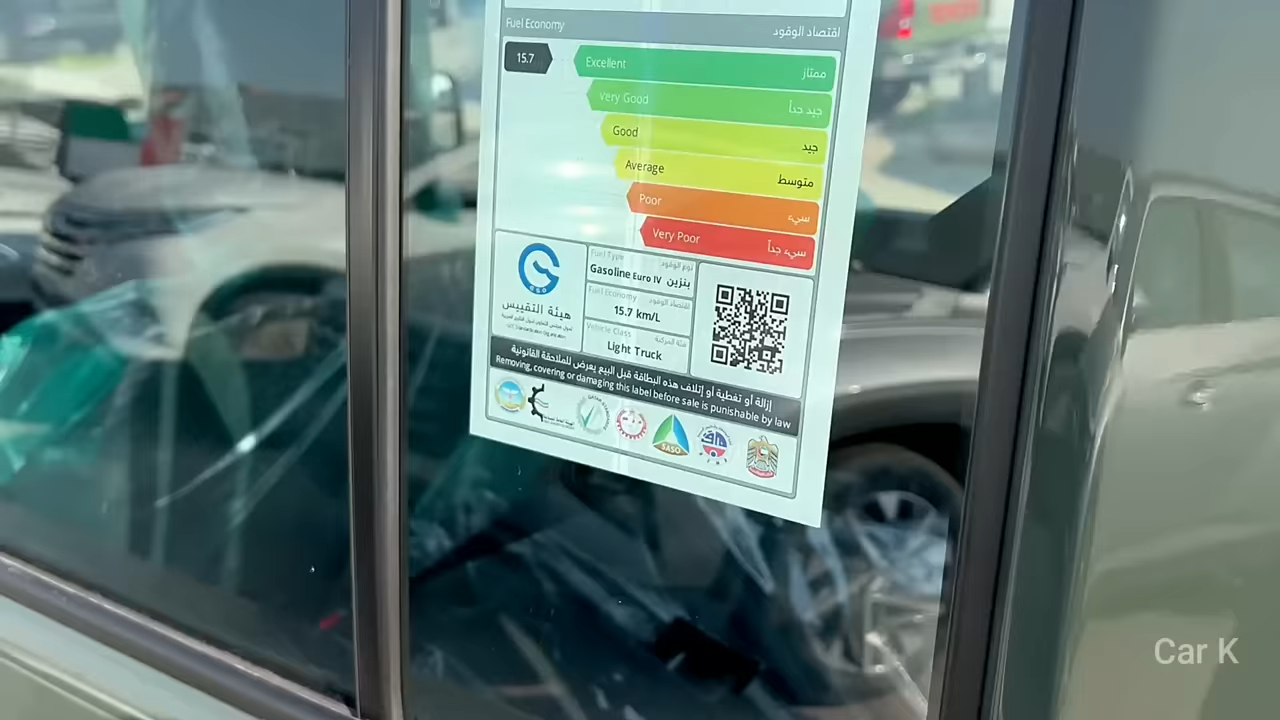 Fuel Economy اقتصاد الوقود
15.7
Excellent ممتاز
Very Good جيد جداً
Good جيد
Average متوسط
Poor سيء
Very Poor سيء جداً
Fuel Type نوع الوقود
Gasoline Euro IV بنزين
Fuel Economy اقتصاد الوقود
15.7 km/L
Vehicle Class فئة المركبة
Light Truck
GSO
هيئة التقييس
إزالة أو تغطية أو إتلاف هذه البطاقة قبل البيع يعرض للملاحقة القانونية
Removing, covering or damaging this label before sale is punishable by law
SASO
Car K